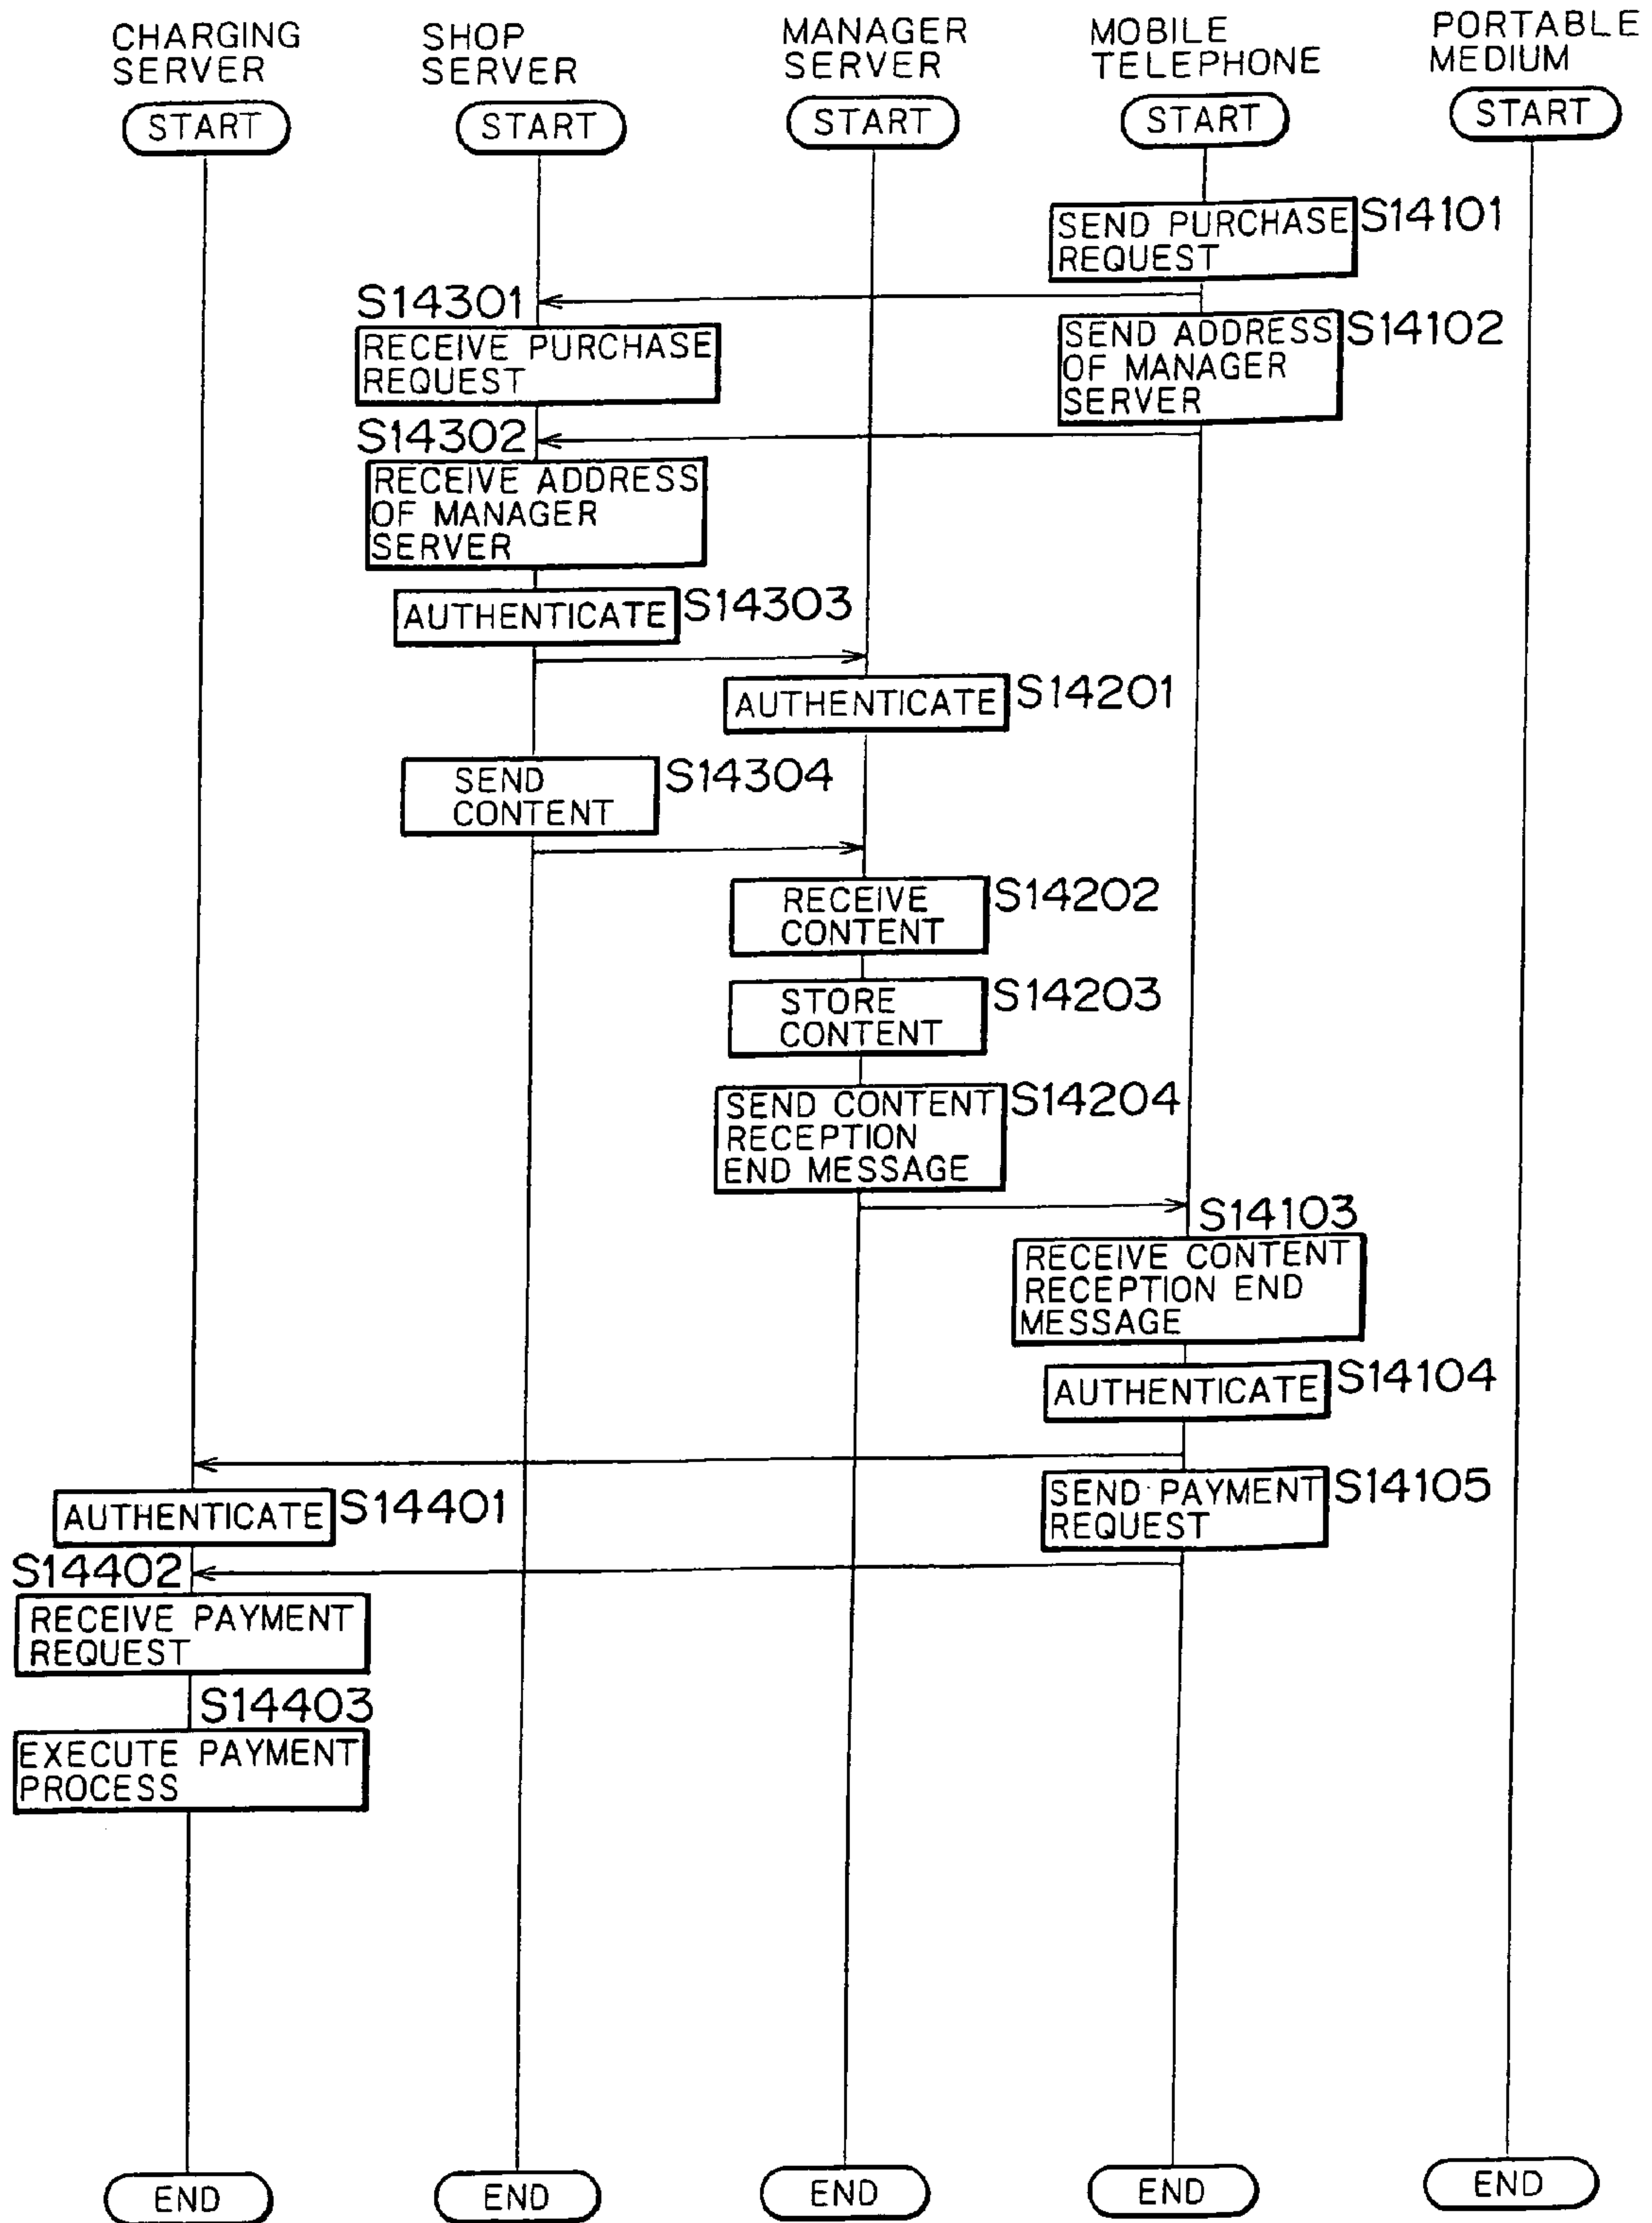 CHARGING
SERVER
SHOP
SERVER
MANAGER
SERVER
MOBILE
TELEPHONE
PORTABLE
MEDIUM
START
START
START
START
START
SEND PURCHASE
REQUEST
S14101
S14301
RECEIVE PURCHASE
REQUEST
SEND ADDRESS
OF MANAGER
SERVER
S14102
S14302
RECEIVE ADDRESS
OF MANAGER
SERVER
AUTHENTICATE
S14303
AUTHENTICATE
S14201
SEND
CONTENT
S14304
RECEIVE
CONTENT
S14202
STORE
CONTENT
S14203
SEND CONTENT
RECEPTION
END MESSAGE
S14204
S14103
RECEIVE CONTENT
RECEPTION END
MESSAGE
AUTHENTICATE
S14104
AUTHENTICATE
S14401
SEND PAYMENT
REQUEST
S14105
S14402
RECEIVE PAYMENT
REQUEST
S14403
EXECUTE PAYMENT
PROCESS
END
END
END
END
END